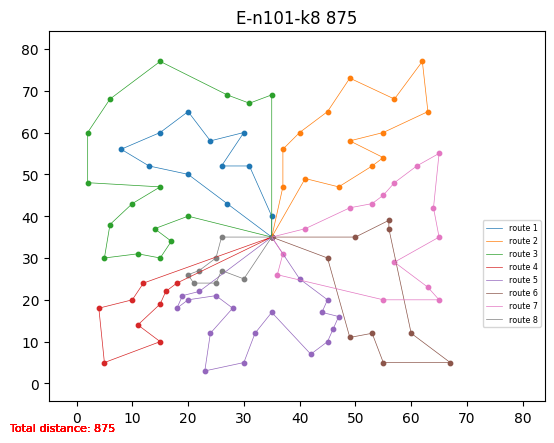 E-n101-k8 875
80
70
60
50
40
30
20
10
0
0 10 20 30 40 50 60 70 80
route 1
route 2
route 3
route 4
route 5
route 6
route 7
route 8
Total distance: 875